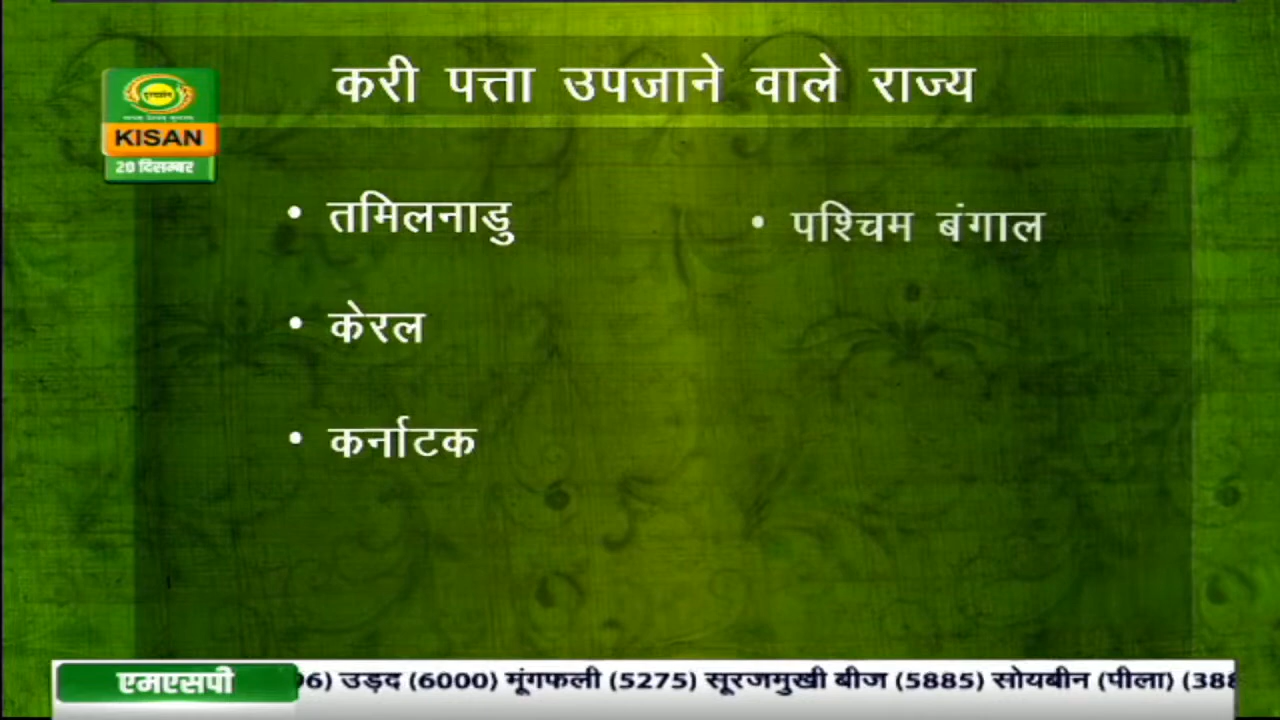 करी पत्ता उपजाने वाले राज्य
KISAN
20 दिसम्बर
• तमिलनाडु
• केरल
• कर्नाटक
• पश्चिम बंगाल
एमएसपी
6) उड़द (6000) मूंगफली (5275) सूरजमुखी बीज (5885) सोयबीन (पीला) (388